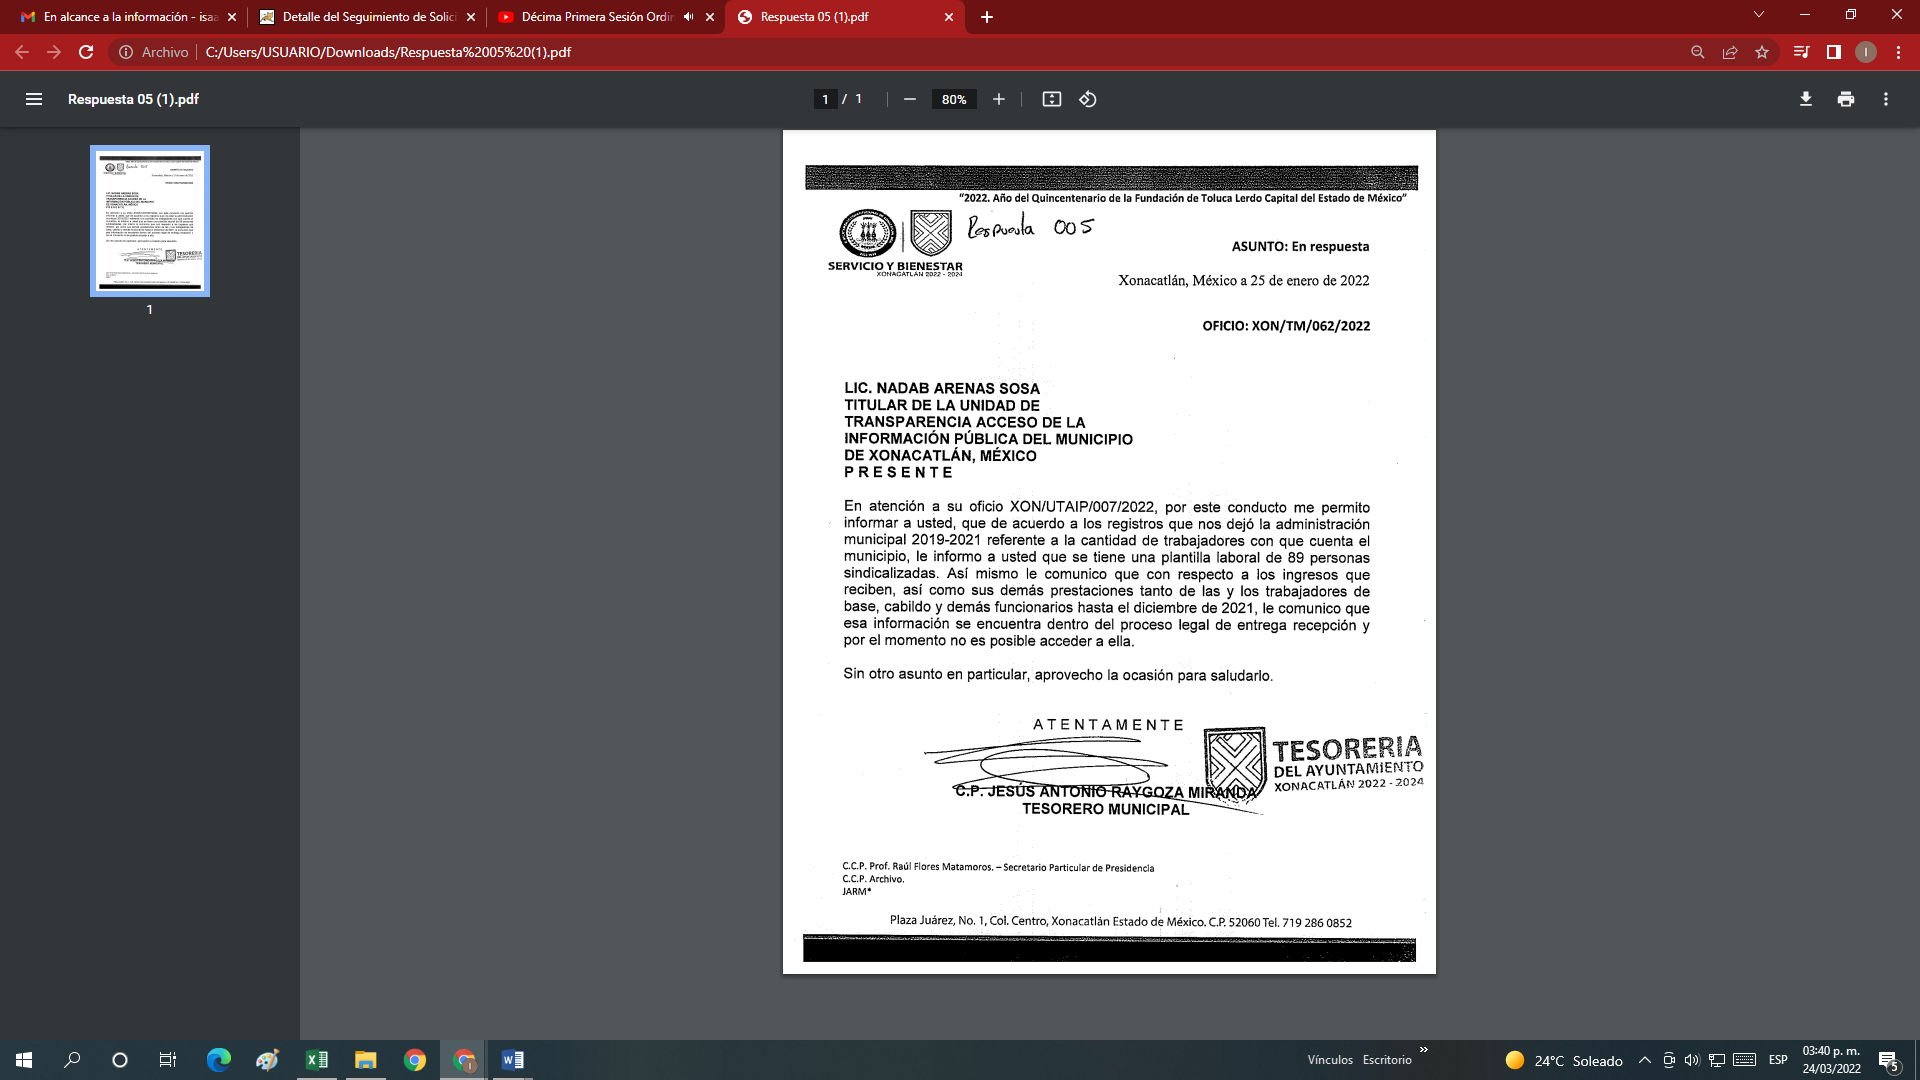 En alcance a la información - isaa
Detalle del Seguimiento de Solici
Décima Primera Sesión Ordin
Respuesta 05 (1).pdf
Archivo
C:/Users/USUARIO/Downloads/Respuesta%2005%20(1).pdf
I
Respuesta 05 (1).pdf
1 / 1
80%
1
"2022. Año del Quincentenario de la Fundación de Toluca Lerdo Capital del Estado de México"
Respuesta 005
SERVICIO Y BIENESTAR
XONACATLÁN 2022 - 2024
ASUNTO: En respuesta
Xonacatlán, México a 25 de enero de 2022
OFICIO: XON/TM/062/2022
LIC. NADAB ARENAS SOSA
TITULAR DE LA UNIDAD DE
TRANSPARENCIA ACCESO DE LA
INFORMACIÓN PÚBLICA DEL MUNICIPIO
DE XONACATLÁN, MÉXICO
P R E S E N T E
En atención a su oficio XON/UTAIP/007/2022, por este conducto me permito
informar a usted, que de acuerdo a los registros que nos dejó la administración
municipal 2019-2021 referente a la cantidad de trabajadores con que cuenta el
municipio, le informo a usted que se tiene una plantilla laboral de 89 personas
sindicalizadas. Así mismo le comunico que con respecto a los ingresos que
reciben, así como sus demás prestaciones tanto de las y los trabajadores de
base, cabildo y demás funcionarios hasta el diciembre de 2021, le comunico que
esa información se encuentra dentro del proceso legal de entrega recepción y
por el momento no es posible acceder a ella.
Sin otro asunto en particular, aprovecho la ocasión para saludarlo.
A T E N T A M E N T E
TESORERIA
DEL AYUNTAMIENTO
XONACATLÁN 2022 - 2024
C.P. JESÚS ANTONIO RAYGOZA MIRANDA
TESORERO MUNICIPAL
C.C.P. Prof. Raúl Flores Matamoros. – Secretario Particular de Presidencia
C.C.P. Archivo.
JARM*
Plaza Juárez, No. 1, Col. Centro, Xonacatlán Estado de México. C.P. 52060 Tel. 719 286 0852
Vínculos Escritorio
24°C Soleado
ESP
03:40 p. m.
24/03/2022
5